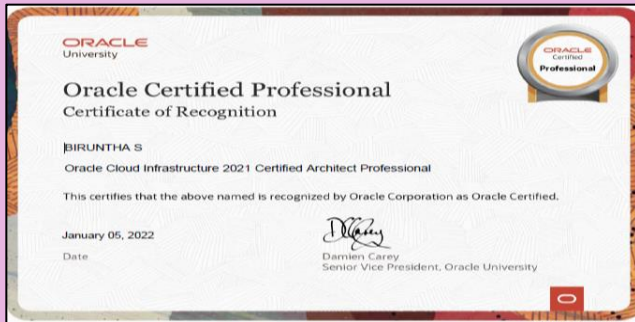 ORACLE
University
ORACLE
Certified
Professional
Oracle Certified Professional
Certificate of Recognition
BIRUNTHA S
Oracle Cloud Infrastructure 2021 Certified Architect Professional
This certifies that the above named is recognized by Oracle Corporation as Oracle Certified.
January 05, 2022
Date
DCarey
Damien Carey
Senior Vice President, Oracle University